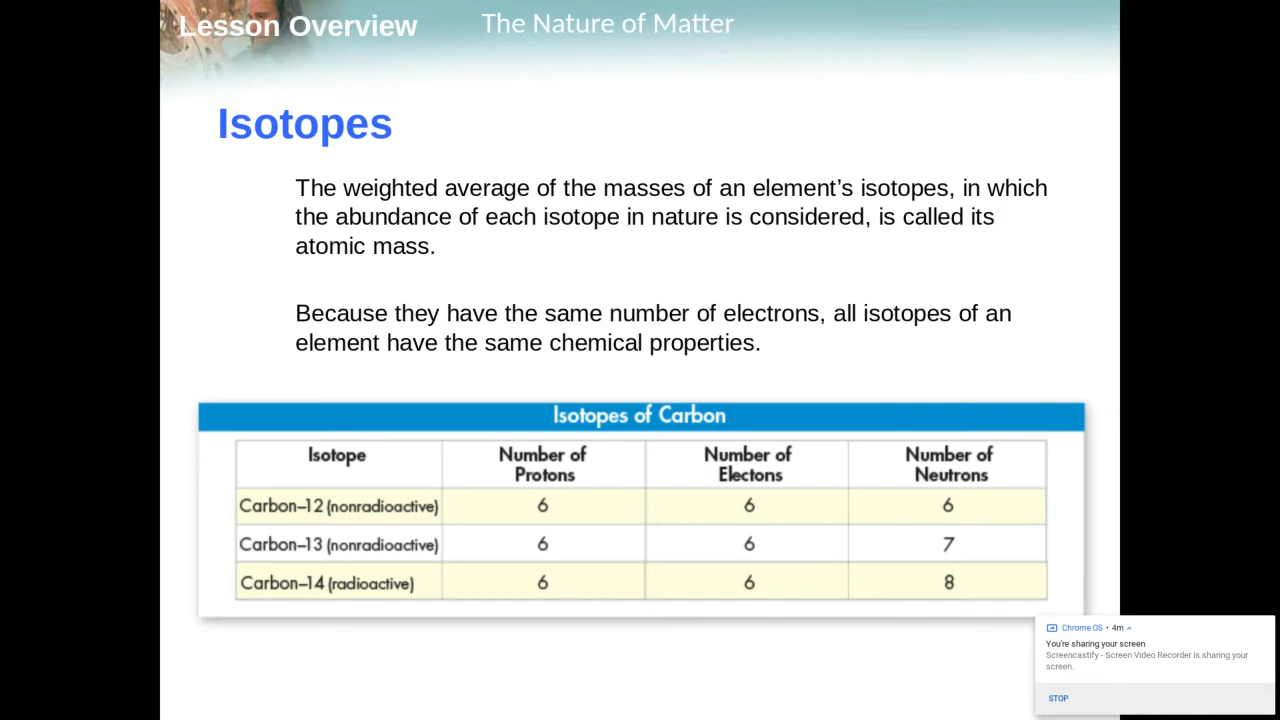 Lesson Overview The Nature of Matter
Isotopes
The weighted average of the masses of an element’s isotopes, in which
the abundance of each isotope in nature is considered, is called its
atomic mass.
Because they have the same number of electrons, all isotopes of an
element have the same chemical properties.
Isotopes of Carbon
Isotope Number of Protons Number of Electons Number of Neutrons
Carbon–12 (nonradioactive) 6 6 6
Carbon–13 (nonradioactive) 6 6 7
Carbon–14 (radioactive) 6 6 8
Chrome OS • 4m
You're sharing your screen
Screencastify - Screen Video Recorder is sharing your
screen.
STOP